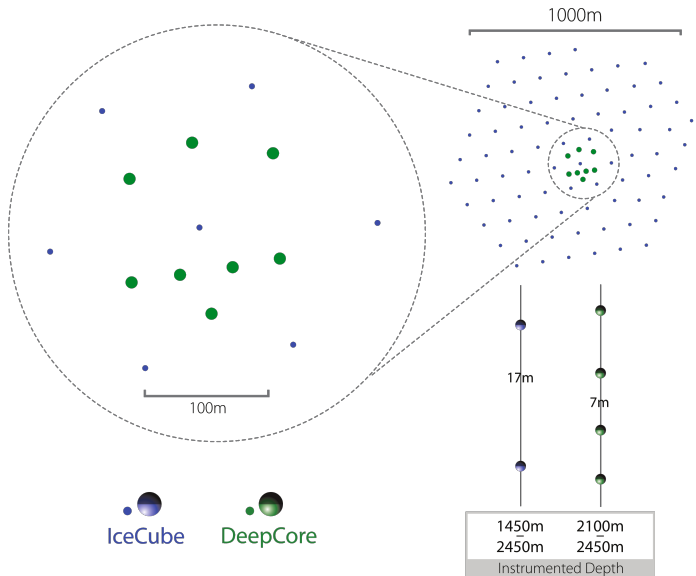 1000m
100m
17m
7m
IceCube
DeepCore
1450m
–
2450m
2100m
–
2450m
Instrumented Depth